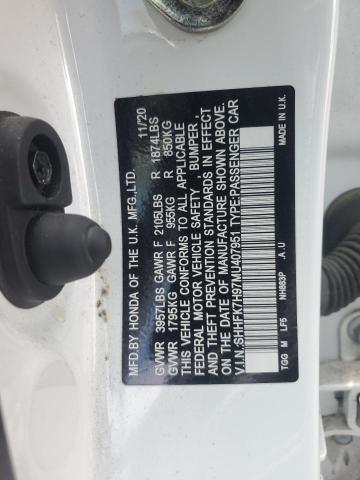 MFD.BY HONDA OF THE U.K. MFG.,LTD. 11/20
GVWR 3957LBS GAWR F 2105LBS R 1874LBS
GVWR 1795KG GAWR F 955KG R 850KG
THIS VEHICLE CONFORMS TO ALL APPLICABLE
FEDERAL MOTOR VEHICLE SAFETY , BUMPER ,
AND THEFT PREVENTION STANDARDS IN EFFECT
ON THE DATE OF MANUFACTURE SHOWN ABOVE .
V.I.N.:SHHFK7H97MU407951 TYPE:PASSENGER CAR
TGG M LF5 NH883P .A .U MADE IN U.K.